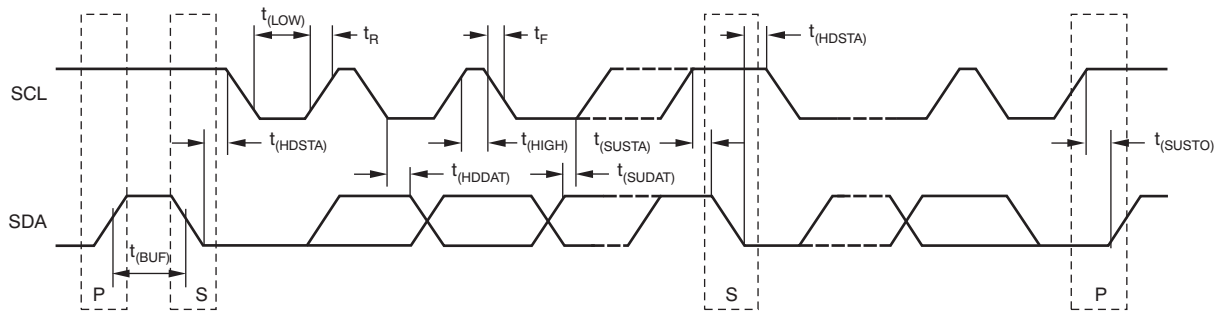 t(LOW)
tR
tF
t(HDSTA)
SCL
t(HDSTA)
t(HIGH)
t(SUSTA)
t(SUSTO)
t(HDDAT)
t(SUDAT)
SDA
t(BUF)
P
S
S
P